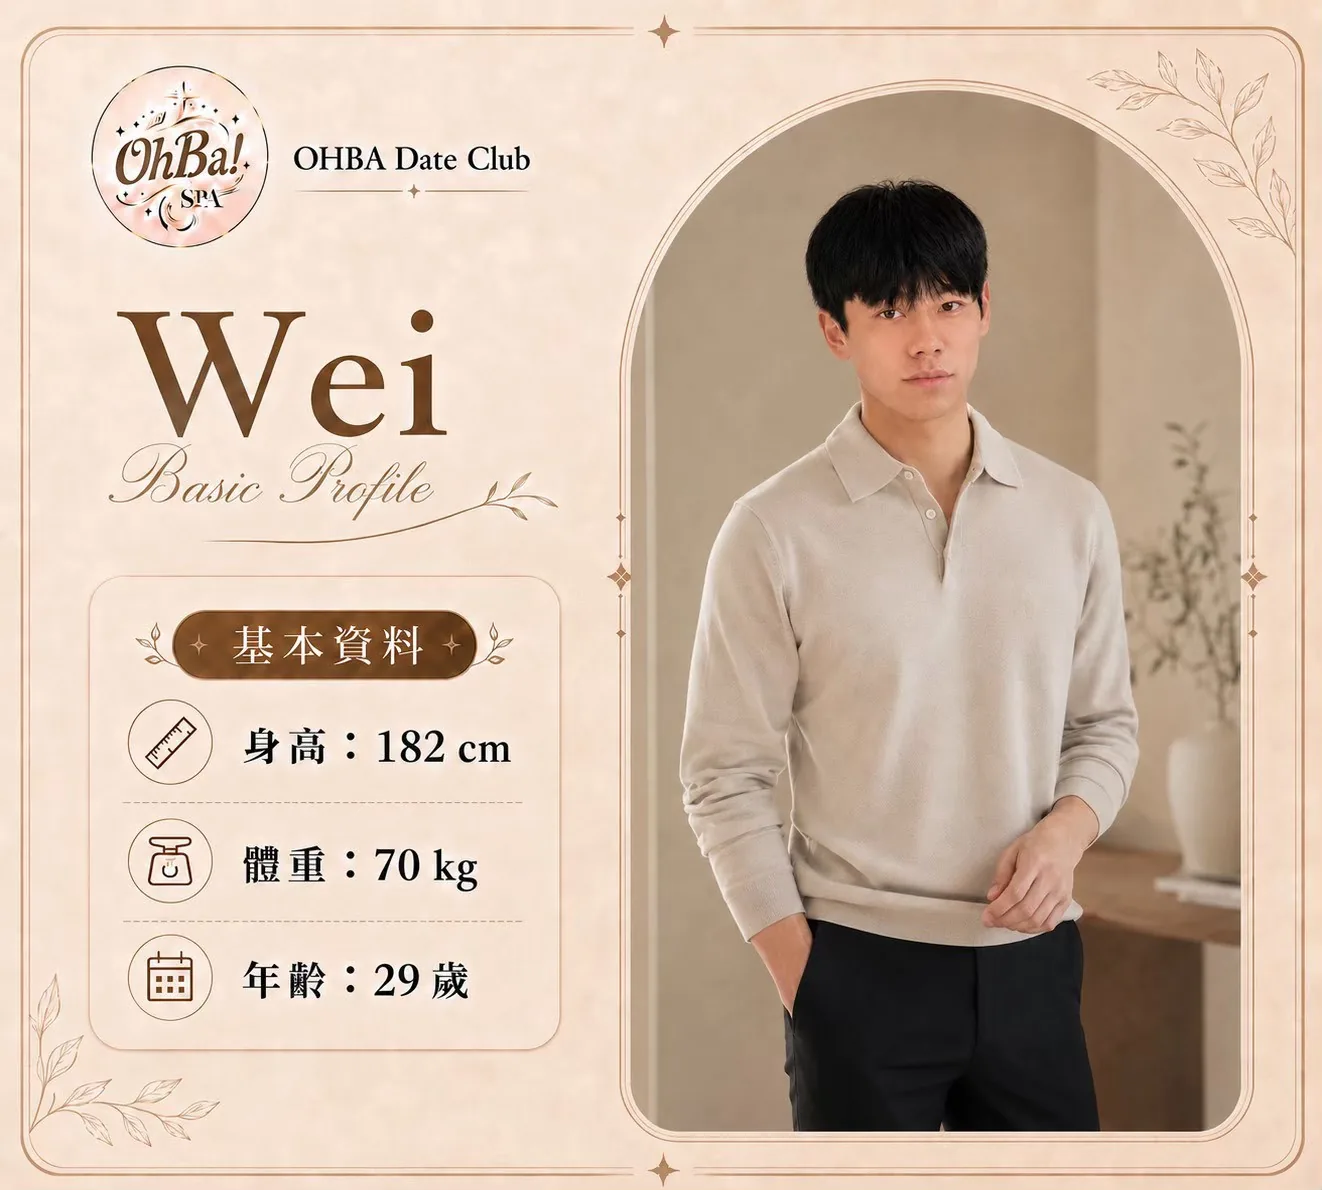 OhBa!
SPA
OHBA Date Club
Wei
Basic Profile
基本資料
身高：182 cm
體重：70 kg
年齡：29 歲